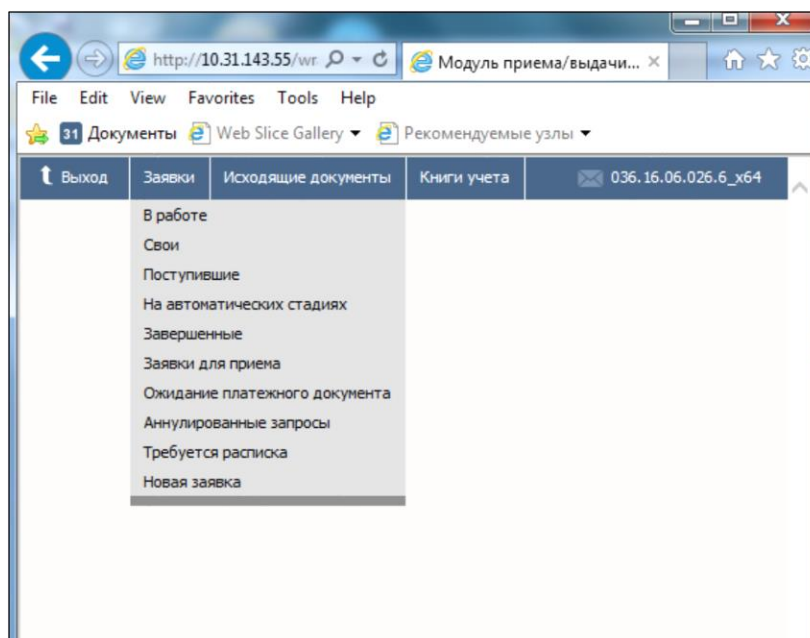 http://10.31.143.55/wr
Модуль приема/выдачи...
File Edit View Favorites Tools Help
31 Документы Web Slice Gallery Рекомендуемые узлы
Выход Заявки Исходящие документы Книги учета 036.16.06.026.6_x64
В работе
Свои
Поступившие
На автоматических стадиях
Завершенные
Заявки для приема
Ожидание платежного документа
Аннулированные запросы
Требуется расписка
Новая заявка